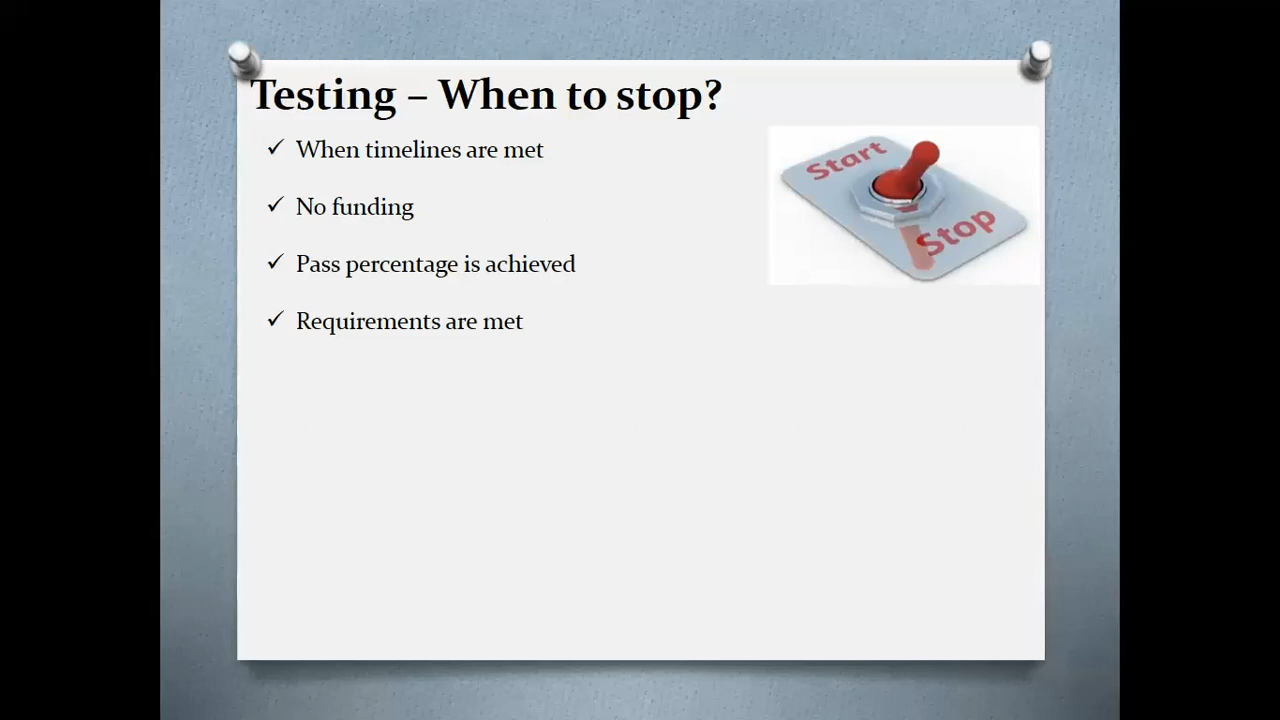 Testing – When to stop?
✓ When timelines are met
✓ No funding
✓ Pass percentage is achieved
✓ Requirements are met
Start
Stop